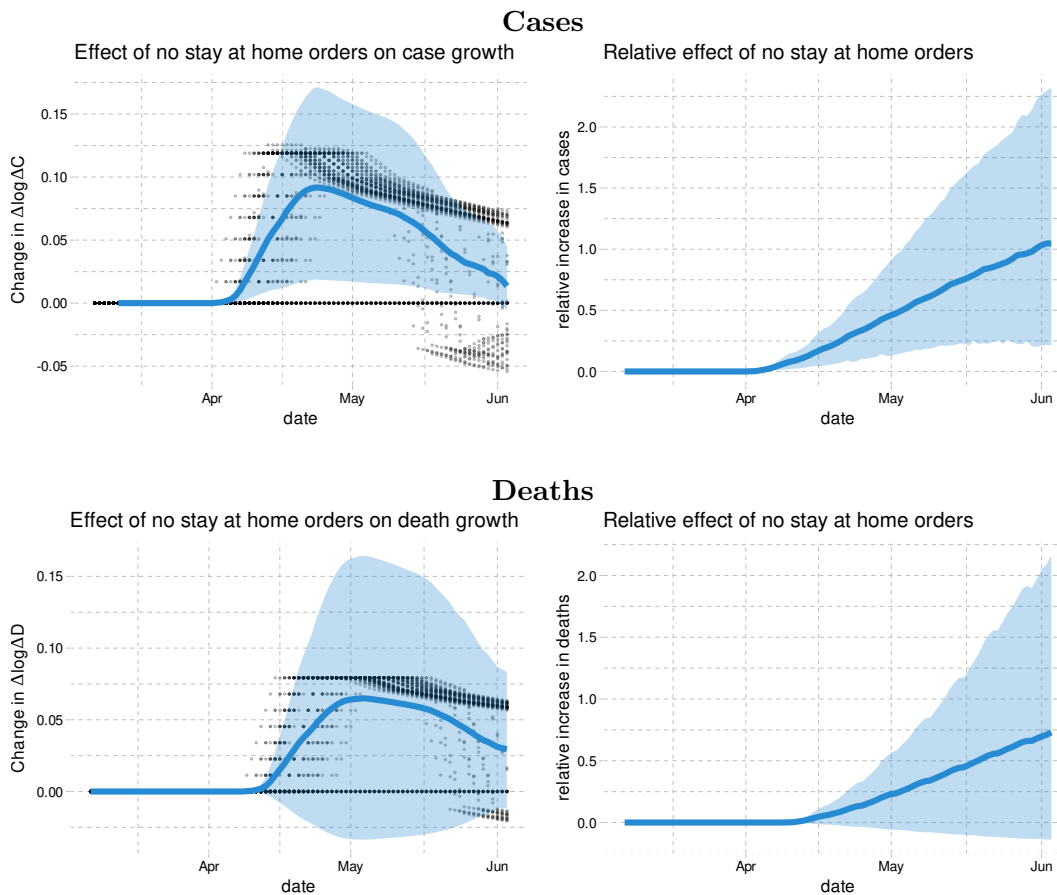 Cases
Effect of no stay at home orders on case growth
Change in ΔlogΔC
0.15
0.10
0.05
0.00
-0.05
Apr May Jun
date
Relative effect of no stay at home orders
relative increase in cases
2.0
1.5
1.0
0.5
0.0
Apr May Jun
date
Deaths
Effect of no stay at home orders on death growth
Change in ΔlogΔD
0.15
0.10
0.05
0.00
Apr May Jun
date
Relative effect of no stay at home orders
relative increase in deaths
2.0
1.5
1.0
0.5
0.0
Apr May Jun
date